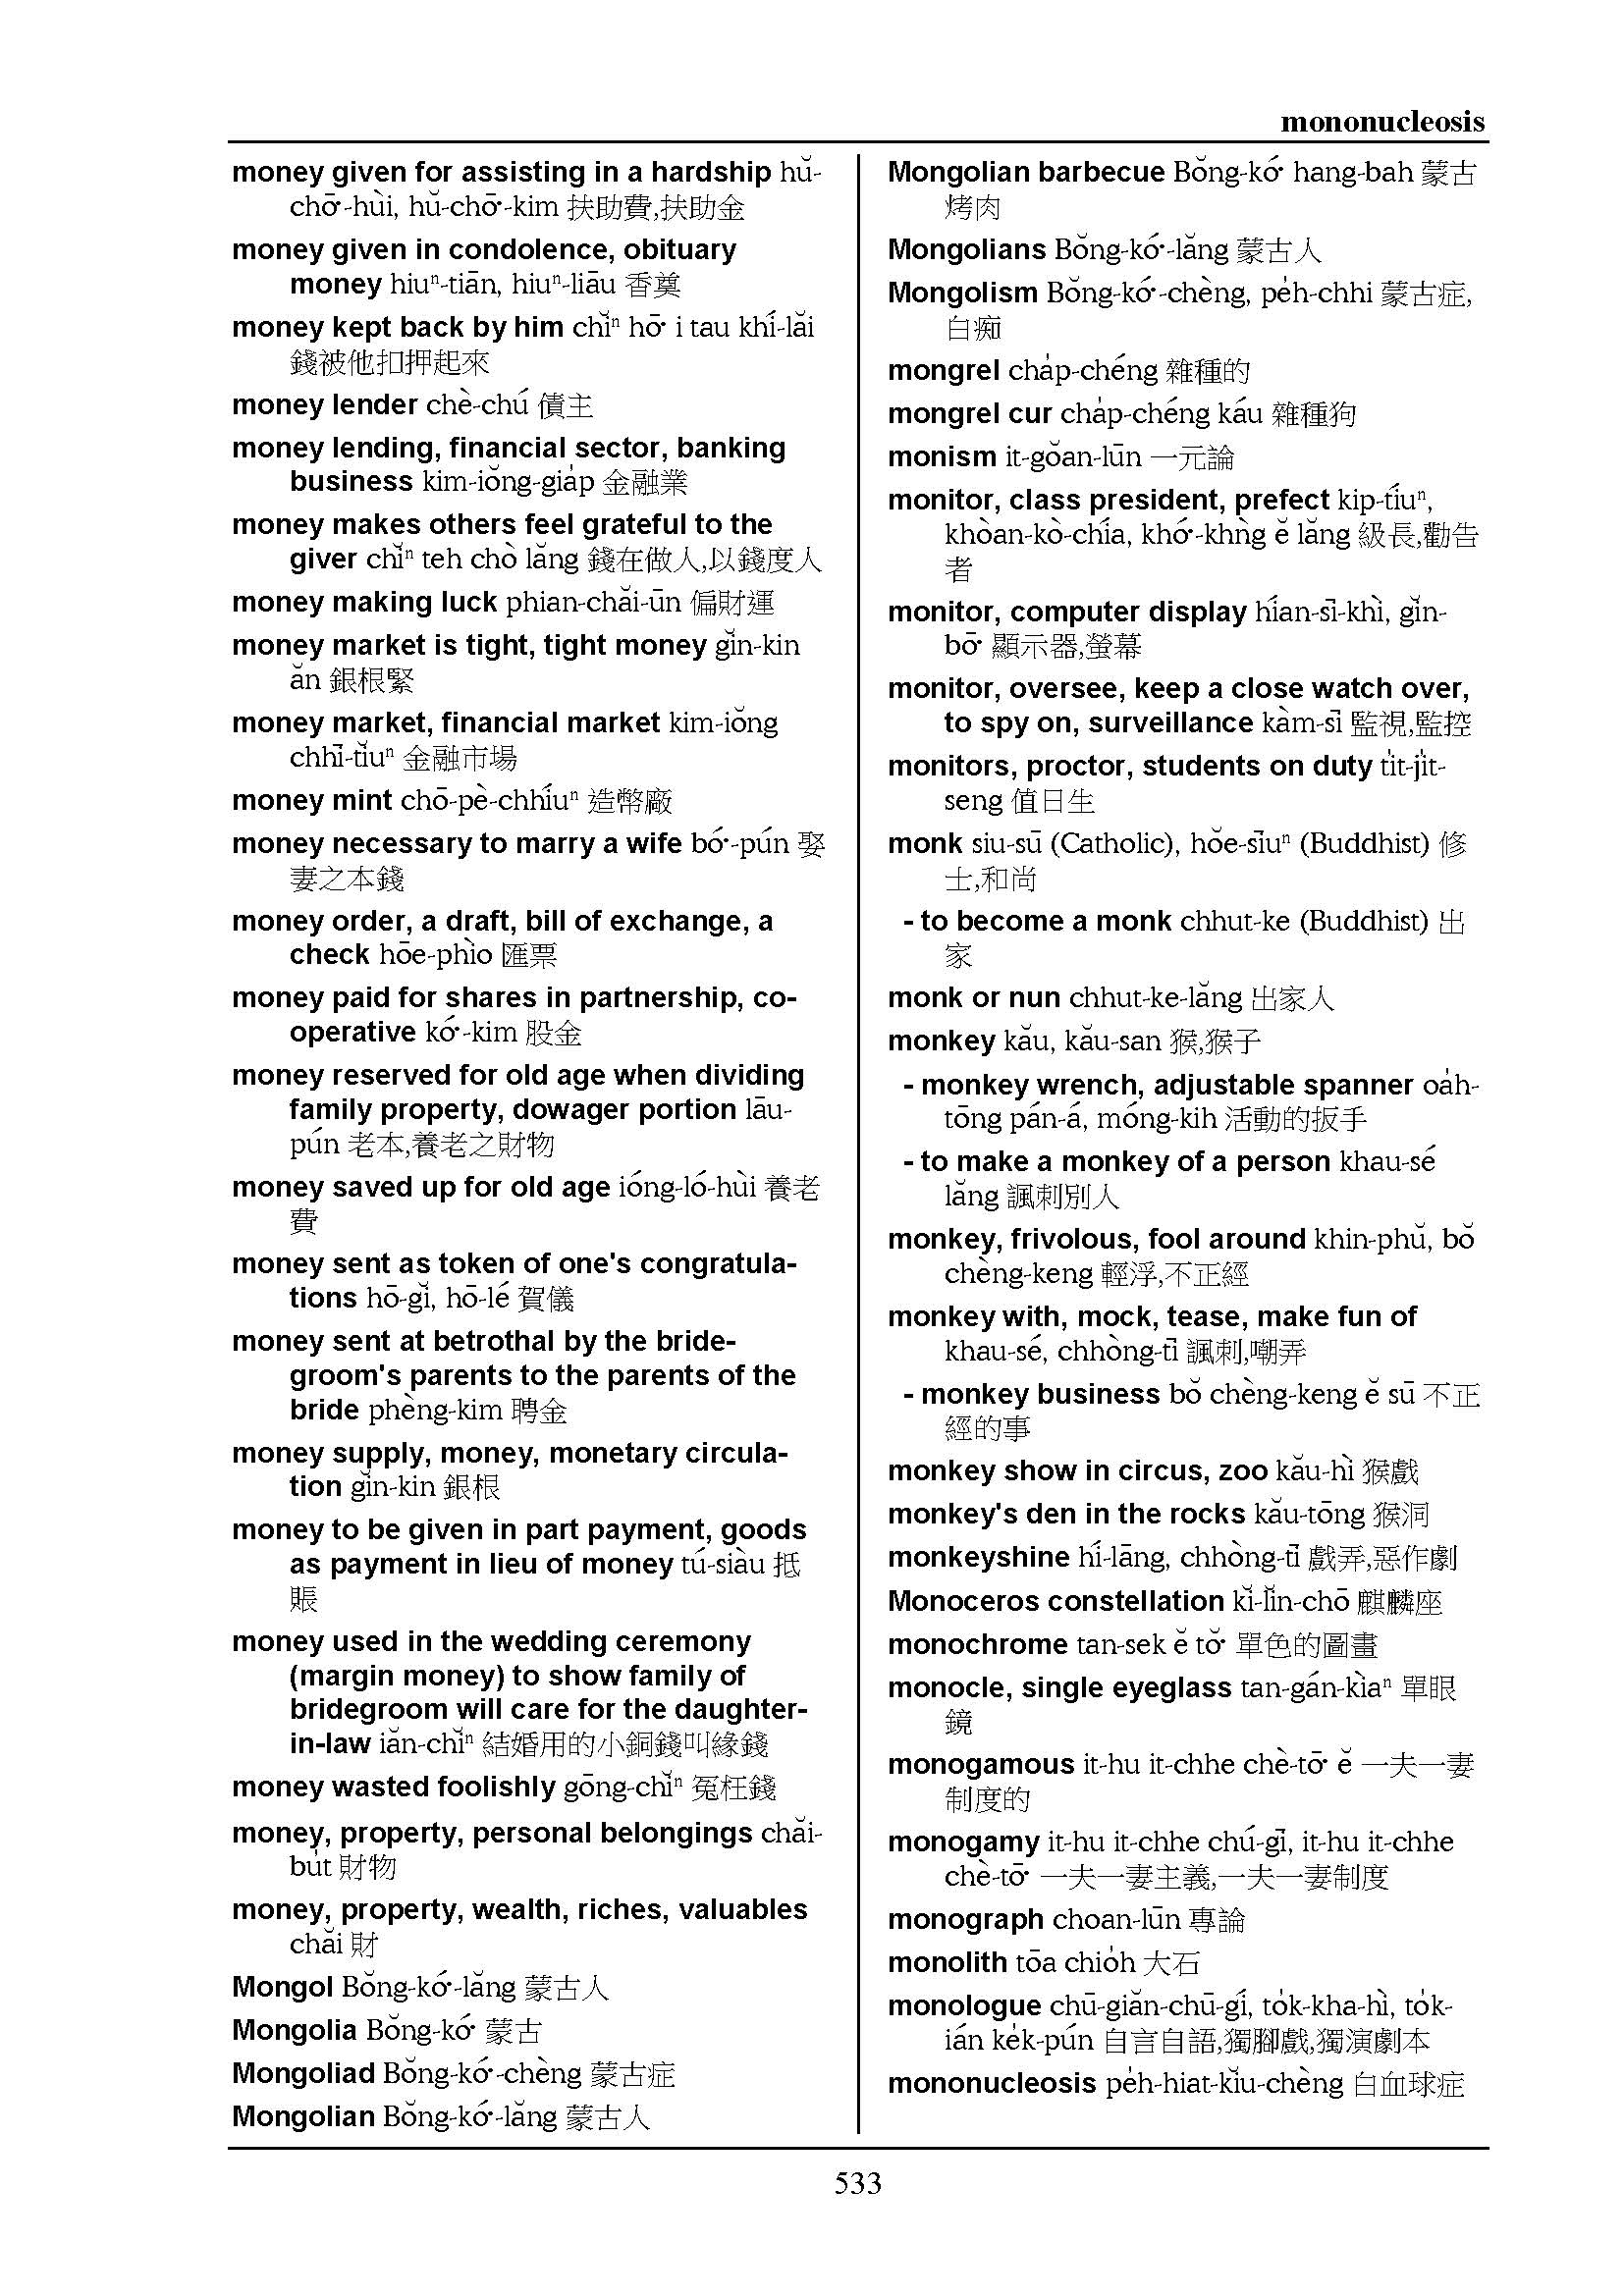 mononucleosis
money given for assisting in a hardship hŭ-
chō͘-hùi, hŭ-chō͘-kim 扶助費,扶助金
money given in condolence, obituary
money hiuⁿ-tiān, hiuⁿ-liāu 香奠
money kept back by him chĭⁿ hō͘ i tau khí-lăi
錢被他扣押起來
money lender chè-chú 債主
money lending, financial sector, banking
business kim-iŏng-gia̍p 金融業
money makes others feel grateful to the
giver chĭⁿ teh chò lăng 錢在做人,以錢度人
money making luck phian-chăi-ūn 偏財運
money market is tight, tight money gĭn-kin
ăn 銀根緊
money market, financial market kim-iŏng
chhī-tĭuⁿ 金融市場
money mint chō-pè-chhíuⁿ 造幣廠
money necessary to marry a wife bó͘-pún 娶
妻之本錢
money order, a draft, bill of exchange, a
check hōe-phìo 匯票
money paid for shares in partnership, co-
operative kó͘-kim 股金
money reserved for old age when dividing
family property, dowager portion lāu-
pún 老本,養老之財物
money saved up for old age ióng-ló-hùi 養老
費
money sent as token of one's congratula-
tions hō-gĭ, hō-lé 賀儀
money sent at betrothal by the bride-
groom's parents to the parents of the
bride phèng-kim 聘金
money supply, money, monetary circula-
tion gĭn-kin 銀根
money to be given in part payment, goods
as payment in lieu of money tú-siàu 抵
賬
money used in the wedding ceremony
(margin money) to show family of
bridegroom will care for the daughter-
in-law iăn-chĭⁿ 結婚用的小銅錢叫緣錢
money wasted foolishly gōng-chĭⁿ 冤枉錢
money, property, personal belongings chăi-
bu̍t 財物
money, property, wealth, riches, valuables
chăi 財
Mongol Bŏng-kó͘-lăng 蒙古人
Mongolia Bŏng-kó͘ 蒙古
Mongoliad Bŏng-kó͘-chèng 蒙古症
Mongolian Bŏng-kó͘-lăng 蒙古人
Mongolian barbecue Bŏng-kó͘ hang-bah 蒙古
烤肉
Mongolians Bŏng-kó͘-lăng 蒙古人
Mongolism Bŏng-kó͘-chèng, pe̍h-chhi 蒙古症,
白痴
mongrel cha̍p-chéng 雜種的
mongrel cur cha̍p-chéng káu 雜種狗
monism it-gŏan-lūn 一元論
monitor, class president, prefect kip-tíuⁿ,
khòan-kò-chía, khó͘-khǹg ĕ lăng 級長,勸告
者
monitor, computer display hían-sī-khì, gĭn-
bō͘ 顯示器,螢幕
monitor, oversee, keep a close watch over,
to spy on, surveillance kàm-sī 監視,監控
monitors, proctor, students on duty ti̍t-ji̍t-
seng 值日生
monk siu-sū (Catholic), hŏe-sīuⁿ (Buddhist) 修
士,和尚
- to become a monk chhut-ke (Buddhist) 出
家
monk or nun chhut-ke-lăng 出家人
monkey kău, kău-san 猴,猴子
- monkey wrench, adjustable spanner oa̍h-
tōng pán-á, móng-kih 活動的扳手
- to make a monkey of a person khau-sé
lăng 諷刺別人
monkey, frivolous, fool around khin-phŭ, bŏ
chèng-keng 輕浮,不正經
monkey with, mock, tease, make fun of
khau-sé, chhòng-tī 諷刺,嘲弄
- monkey business bŏ chèng-keng ĕ sū 不正
經的事
monkey show in circus, zoo kău-hì 猴戲
monkey's den in the rocks kău-tōng 猴洞
monkeyshine hí-lāng, chhòng-tī 戲弄,惡作劇
Monoceros constellation kĭ-lĭn-chō 麒麟座
monochrome tan-sek ĕ tŏ͘ 單色的圖畫
monocle, single eyeglass tan-gán-kìaⁿ 單眼
鏡
monogamous it-hu it-chhe chè-tō͘ ĕ 一夫一妻
制度的
monogamy it-hu it-chhe chú-gī, it-hu it-chhe
chè-tō͘ 一夫一妻主義,一夫一妻制度
monograph choan-lūn 專論
monolith tōa chio̍h 大石
monologue chū-giăn-chū-gí, to̍k-kha-hì, to̍k-
ián ke̍k-pún 自言自語,獨腳戲,獨演劇本
mononucleosis pe̍h-hiat-kĭu-chèng 白血球症
533